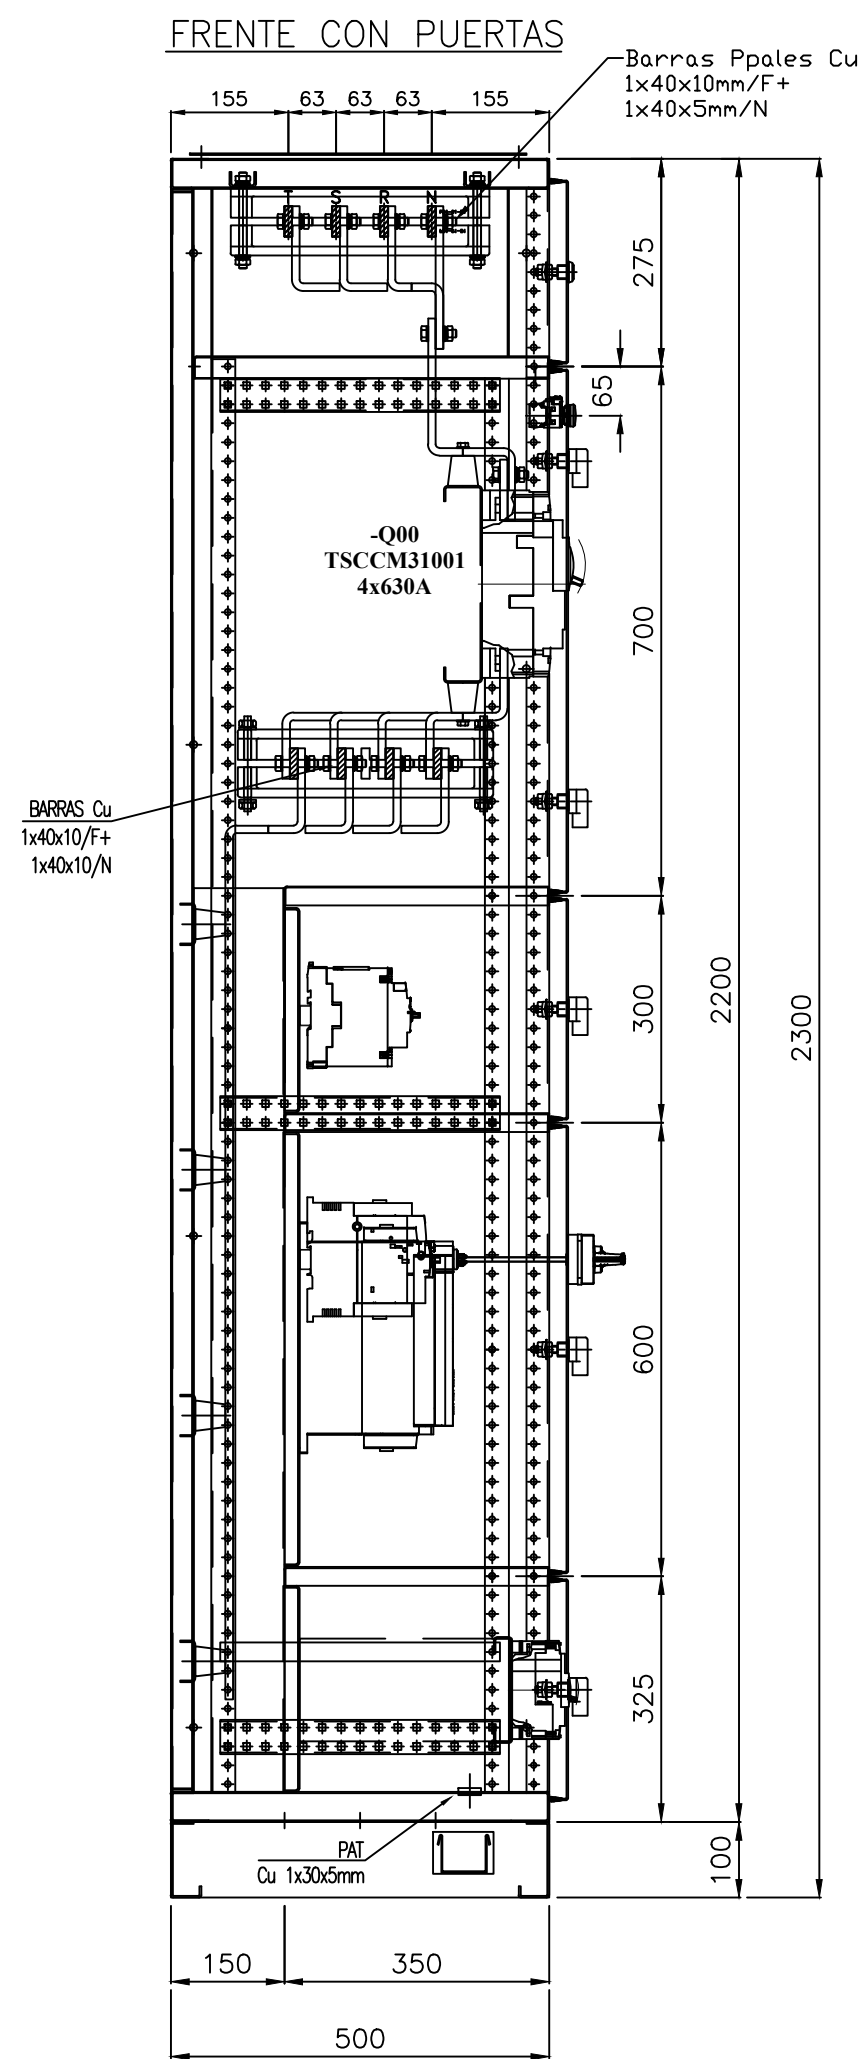 FRENTE CON PUERTAS
Barras Ppales Cu
1x40x10mm/F+
1x40x5mm/N
155
63
63
63
155
T
S
R
N
275
65
-Q00
TSCCM31001
4x630A
700
BARRAS Cu
1x40x10/F+
1x40x10/N
300
2200
2300
600
325
PAT
Cu 1x30x5mm
100
150
350
500